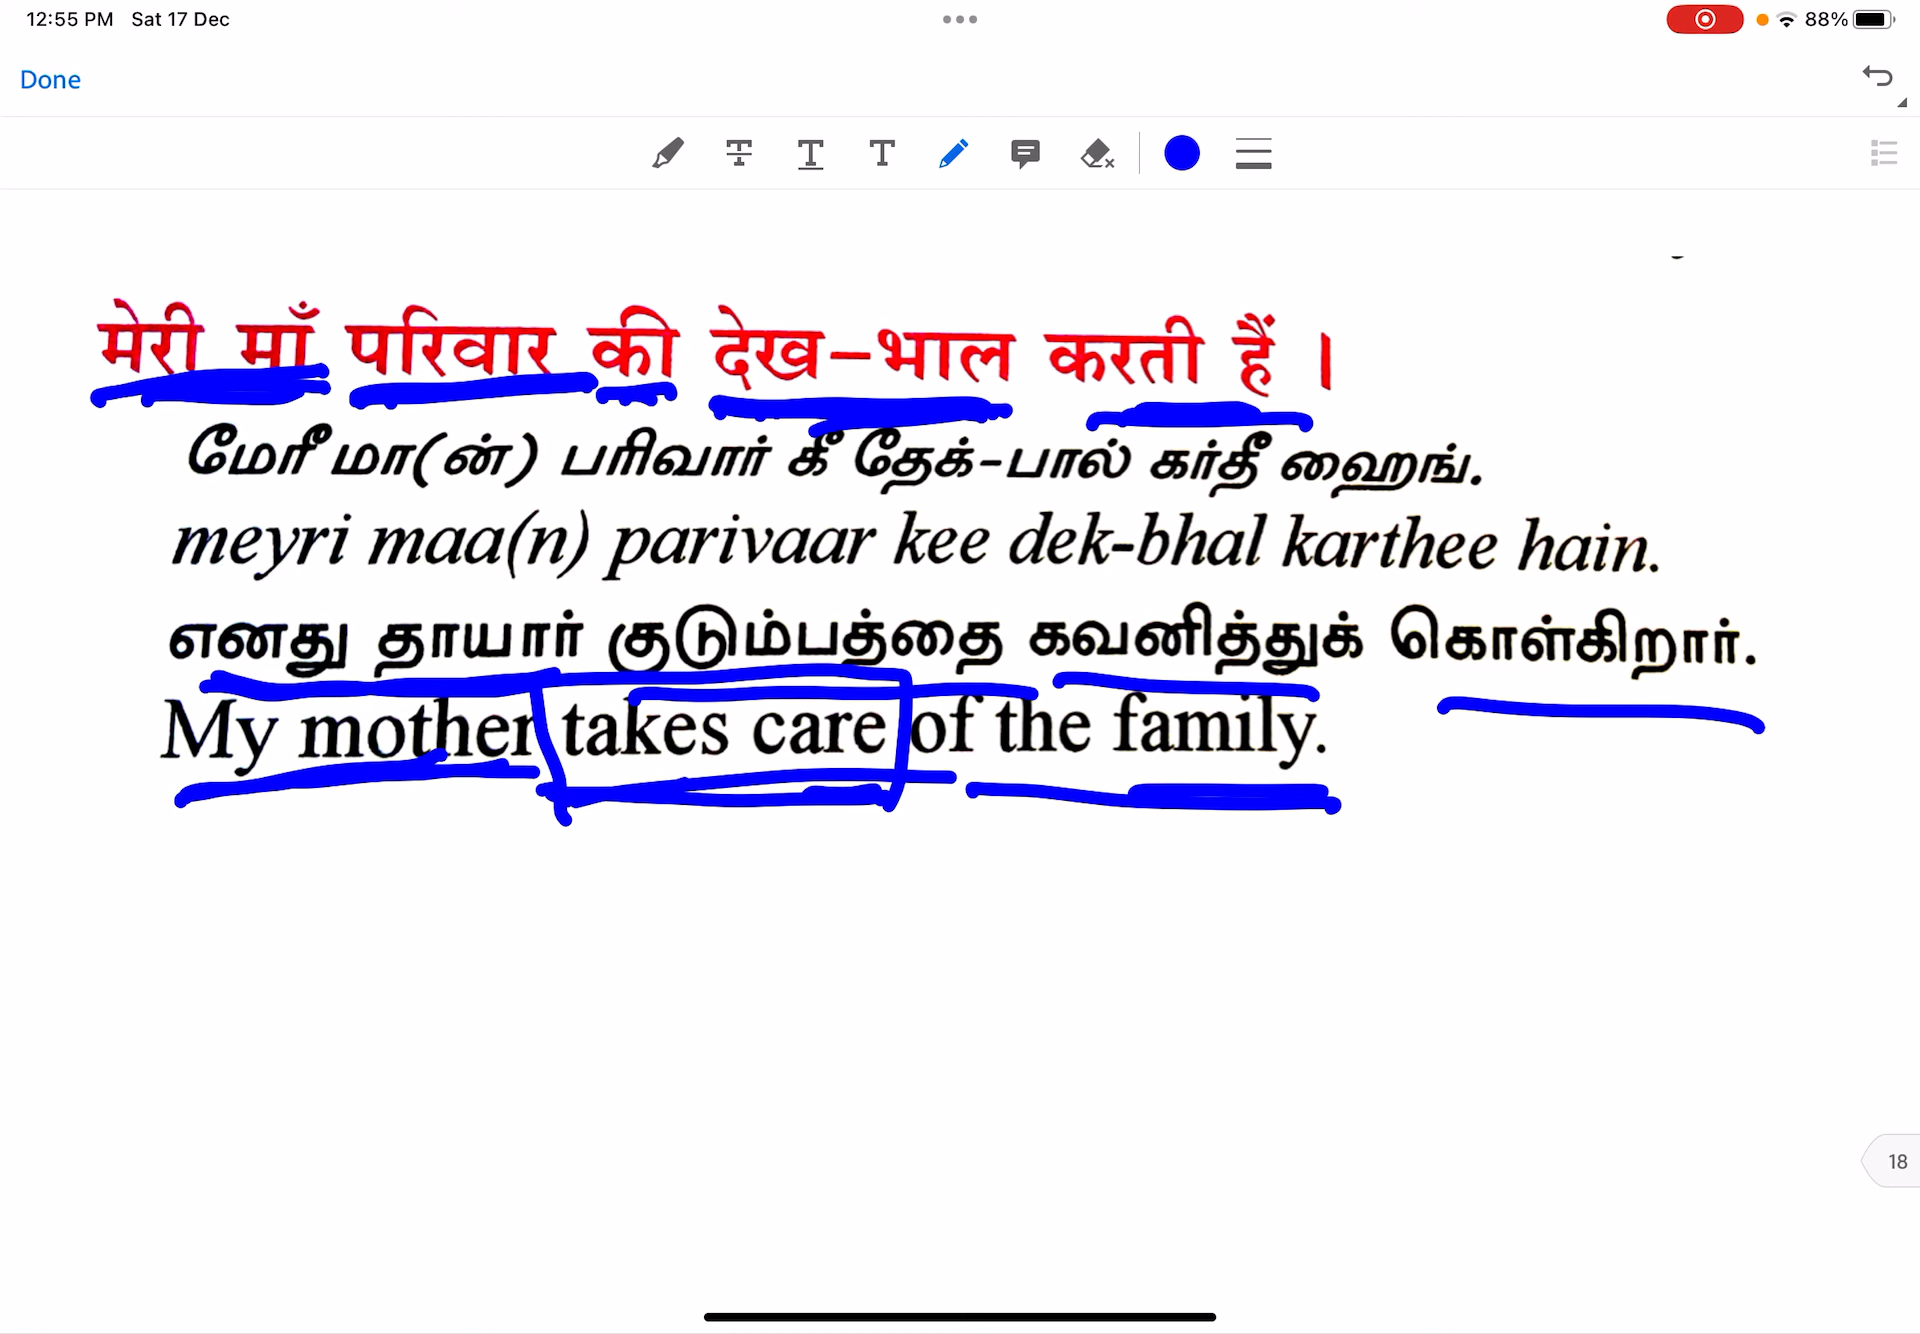 12:55 PM Sat 17 Dec 88%
Done
मेरी माँ परिवार की देख-भाल करती हैं ।
மேரீ மா(ன்) பரிவார் கீ தேக்-பால் கர்தீ ஹைங்.
meyri maa(n) parivaar kee dek-bhal karthee hain.
எனது தாயார் குடும்பத்தை கவனித்துக் கொள்கிறார்.
My mother takes care of the family.
18